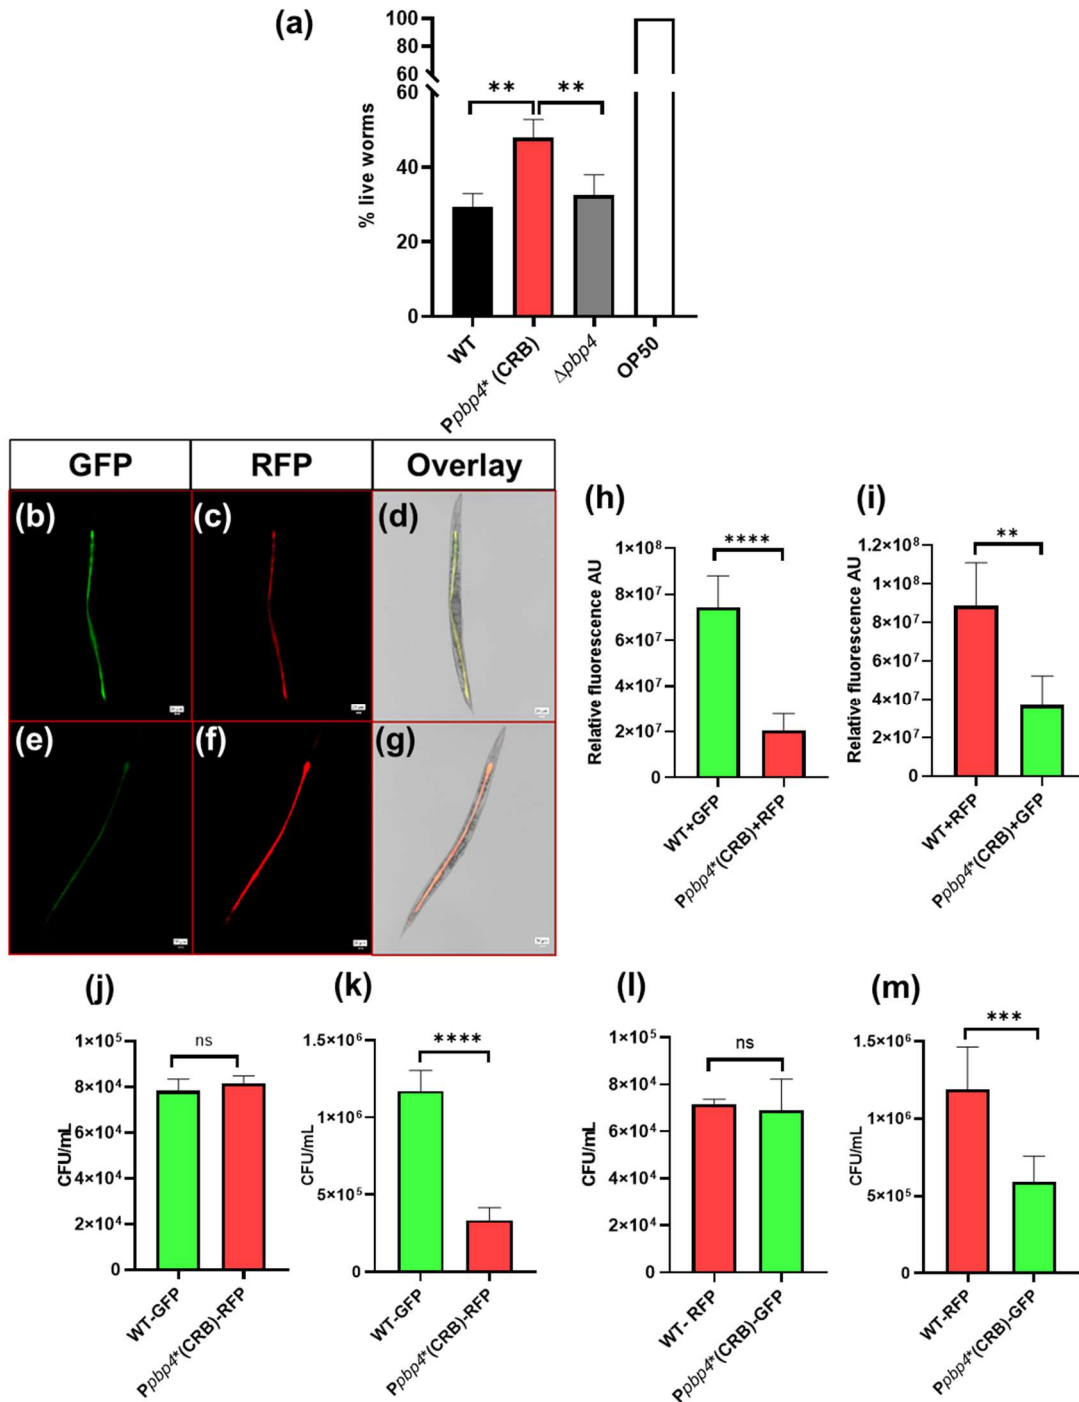 (a)
100
80
60
60
40
20
0
% live worms
** **
WT
Ppbp4* (CRB)
Δpbp4
OP50
GFP RFP Overlay
(b) (c) (d)
(e) (f) (g)
(h)
Relative fluorescence AU
1×10⁸
8×10⁷
6×10⁷
4×10⁷
2×10⁷
0
****
WT+GFP
Ppbp4*(CRB)+RFP
(i)
Relative fluorescence AU
1.2×10⁸
1×10⁸
8×10⁷
6×10⁷
4×10⁷
2×10⁷
0
**
WT+RFP
Ppbp4*(CRB)+GFP
(j)
CFU/mL
1×10⁵
8×10⁴
6×10⁴
4×10⁴
2×10⁴
0
ns
WT-GFP
Ppbp4*(CRB)-RFP
(k)
CFU/mL
1.5×10⁶
1×10⁶
5×10⁵
0
****
WT-GFP
Ppbp4*(CRB)-RFP
(l)
CFU/mL
1×10⁵
8×10⁴
6×10⁴
4×10⁴
2×10⁴
0
ns
WT- RFP
Ppbp4*(CRB)-GFP
(m)
CFU/mL
1.5×10⁶
1×10⁶
5×10⁵
0
***
WT-RFP
Ppbp4*(CRB)-GFP